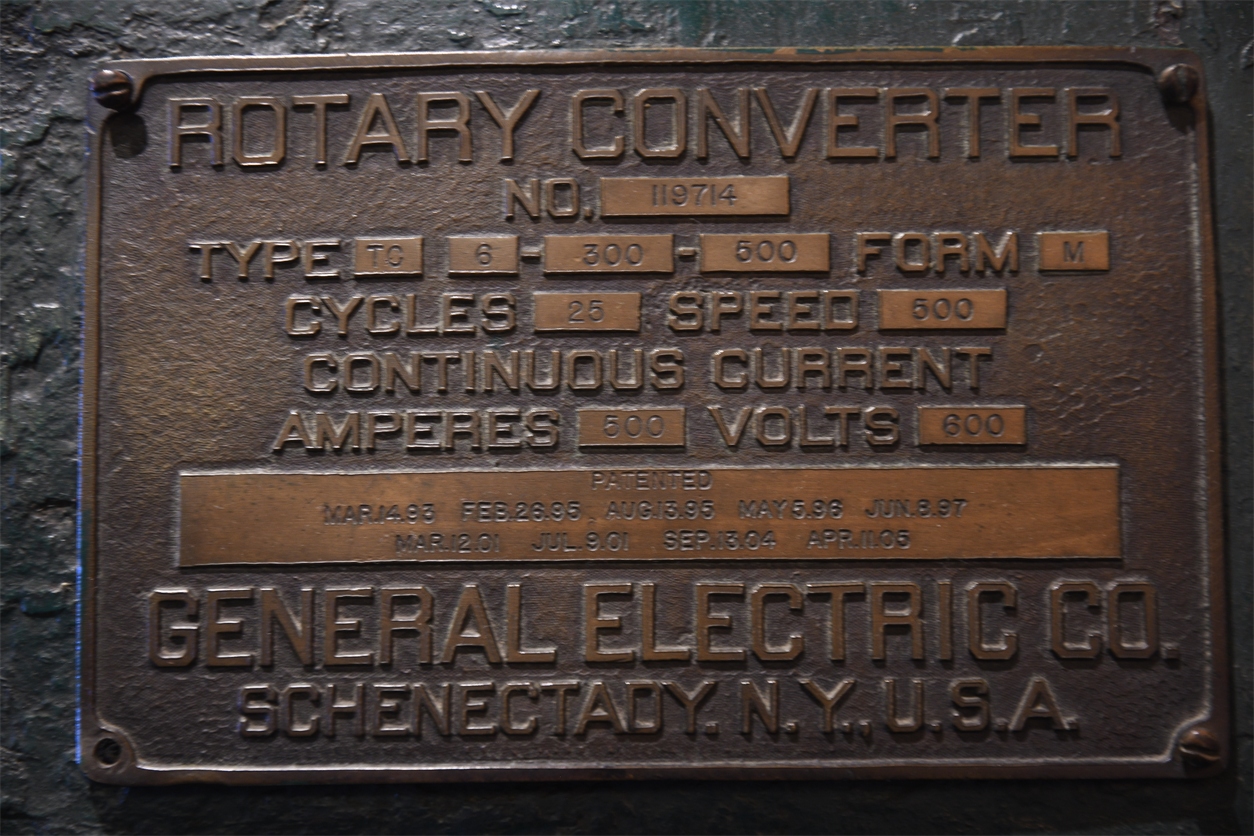 ROTARY CONVERTER
NO. 119714
TYPE TC 6-300-500 FORM M
CYCLES 25 SPEED 500
CONTINUOUS CURRENT
AMPERES 500 VOLTS 600
PATENTED
MAR.14.93 FEB.26.95 AUG.13.95 MAY 5.96 JUN.8.97
MAR.12.01 JUL.9.01 SEP.13.04 APR.11.05
GENERAL ELECTRIC CO.
SCHENECTADY. N.Y., U.S.A.